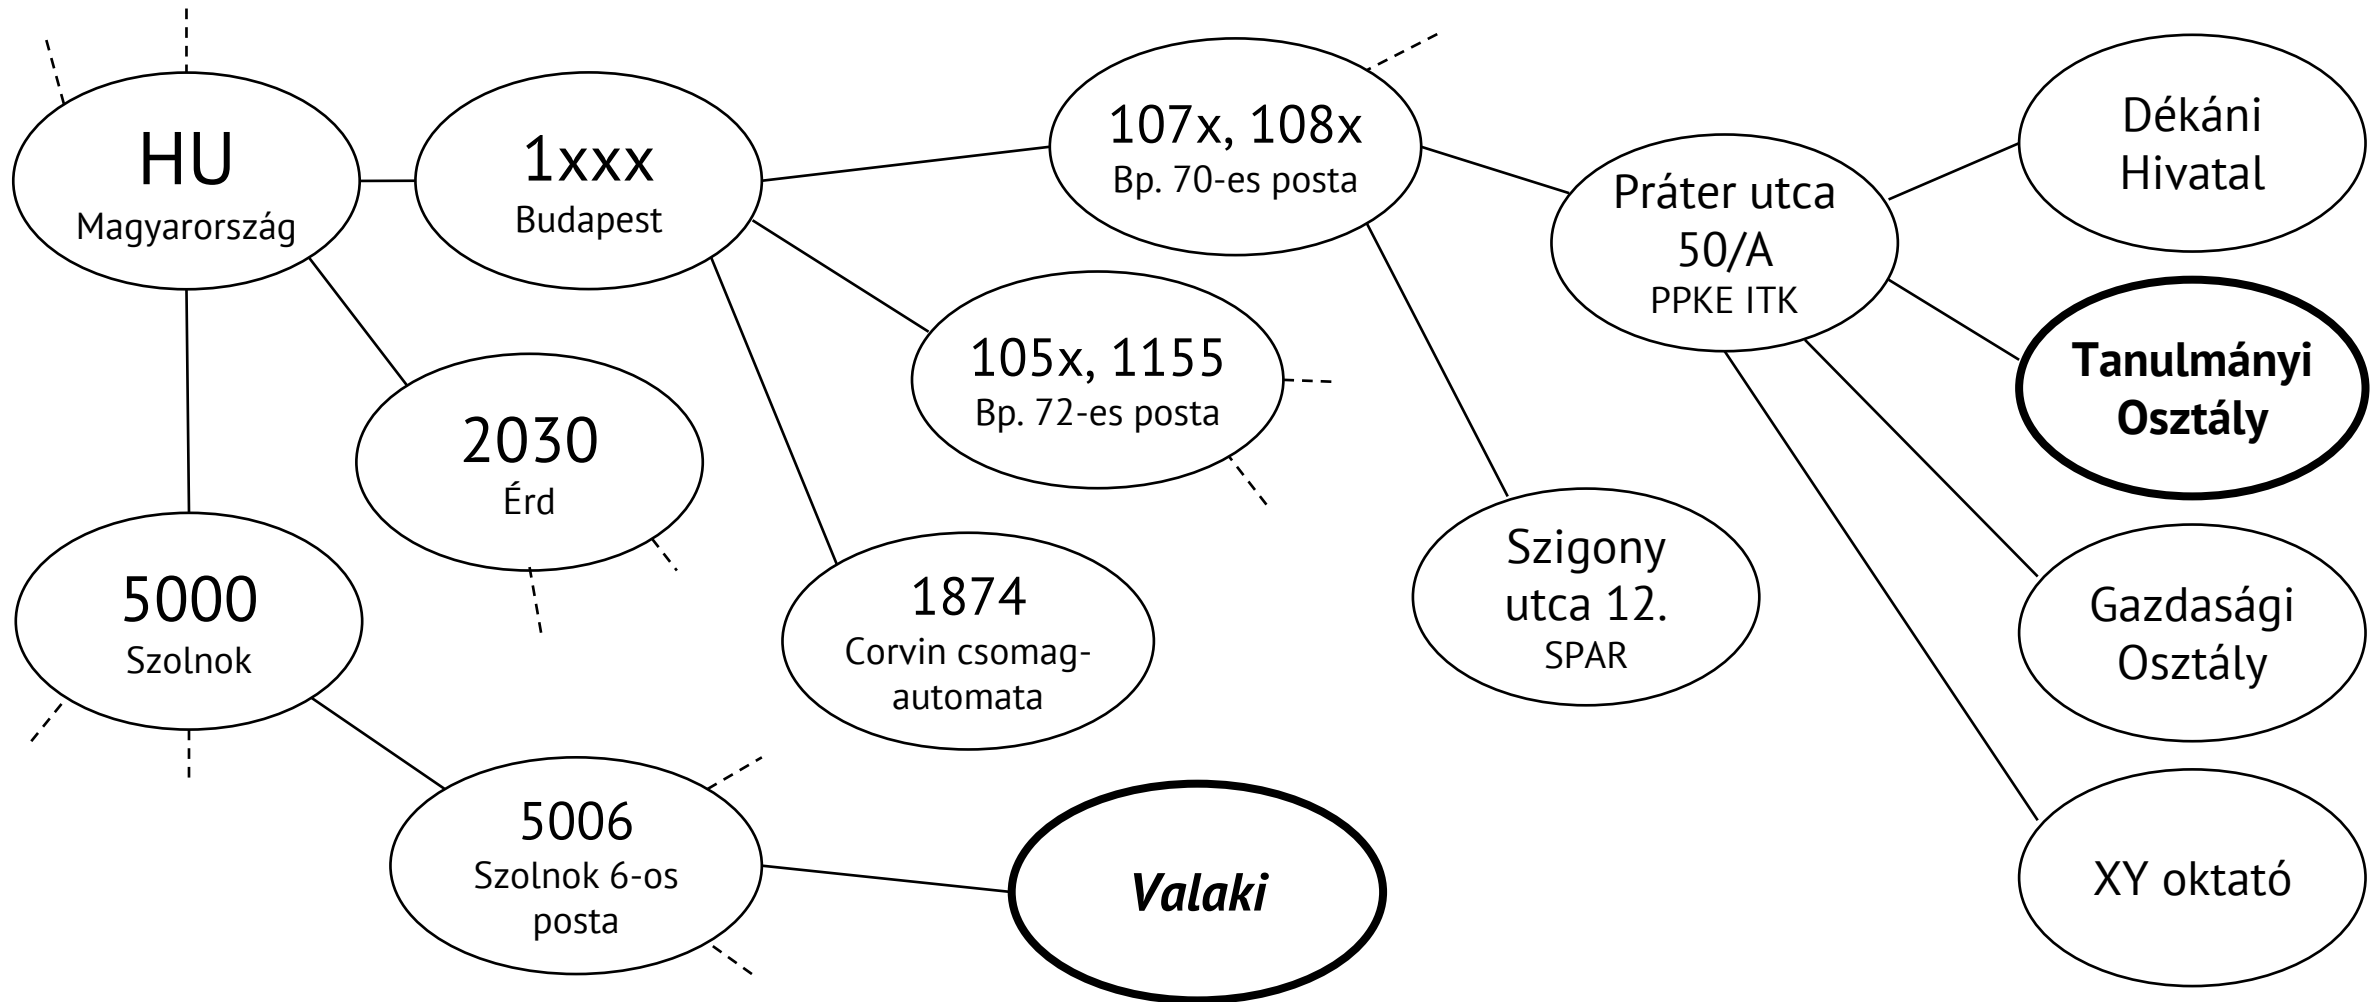 HU
Magyarország
1xxx
Budapest
107x, 108x
Bp. 70-es posta
Práter utca
50/A
PPKE ITK
Dékáni
Hivatal
Tanulmányi
Osztály
105x, 1155
Bp. 72-es posta
2030
Érd
5000
Szolnok
1874
Corvin csomag-
automata
Szigony
utca 12.
SPAR
Gazdasági
Osztály
5006
Szolnok 6-os
posta
Valaki
XY oktató